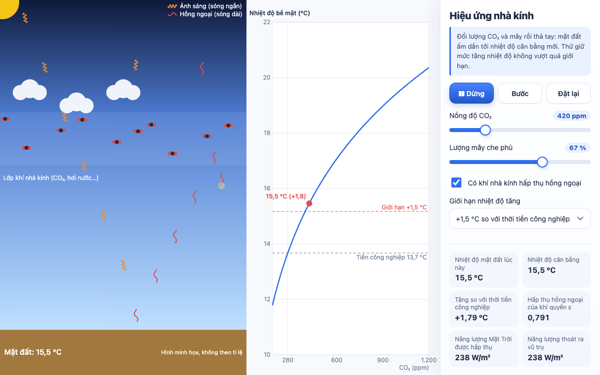 Ánh sáng (sóng ngắn)
Hồng ngoại (sóng dài)
Lớp khí nhà kính (CO₂, hơi nước...)
Mặt đất: 15,5 °C
Hình minh họa, không theo tỉ lệ
Nhiệt độ bề mặt (°C)
22
20
18
16
14
12
10
15,5 °C (+1,8)
Giới hạn +1,5 °C
Tiền công nghiệp 13,7 °C
280
600
900
1.200
CO₂ (ppm)
Hiệu ứng nhà kính
Đổi lượng CO₂ và mây rồi thả tay: mặt đất
ấm dần tới nhiệt độ cân bằng mới. Thử giữ
mức tăng nhiệt độ không vượt quá giới
hạn.
Dừng
Bước
Đặt lại
Nồng độ CO₂
420 ppm
Lượng mây che phủ
67 %
Có khí nhà kính hấp thụ hồng ngoại
Giới hạn nhiệt độ tăng
+1,5 °C so với thời tiền công nghiệp
Nhiệt độ mặt đất lúc
này
15,5 °C
Nhiệt độ cân bằng
15,5 °C
Tăng so với thời tiền
công nghiệp
+1,79 °C
Hấp thụ hồng ngoại
của khí quyển ε
0,791
Năng lượng Mặt Trời
được hấp thụ
238 W/m²
Năng lượng thoát ra
vũ trụ
238 W/m²